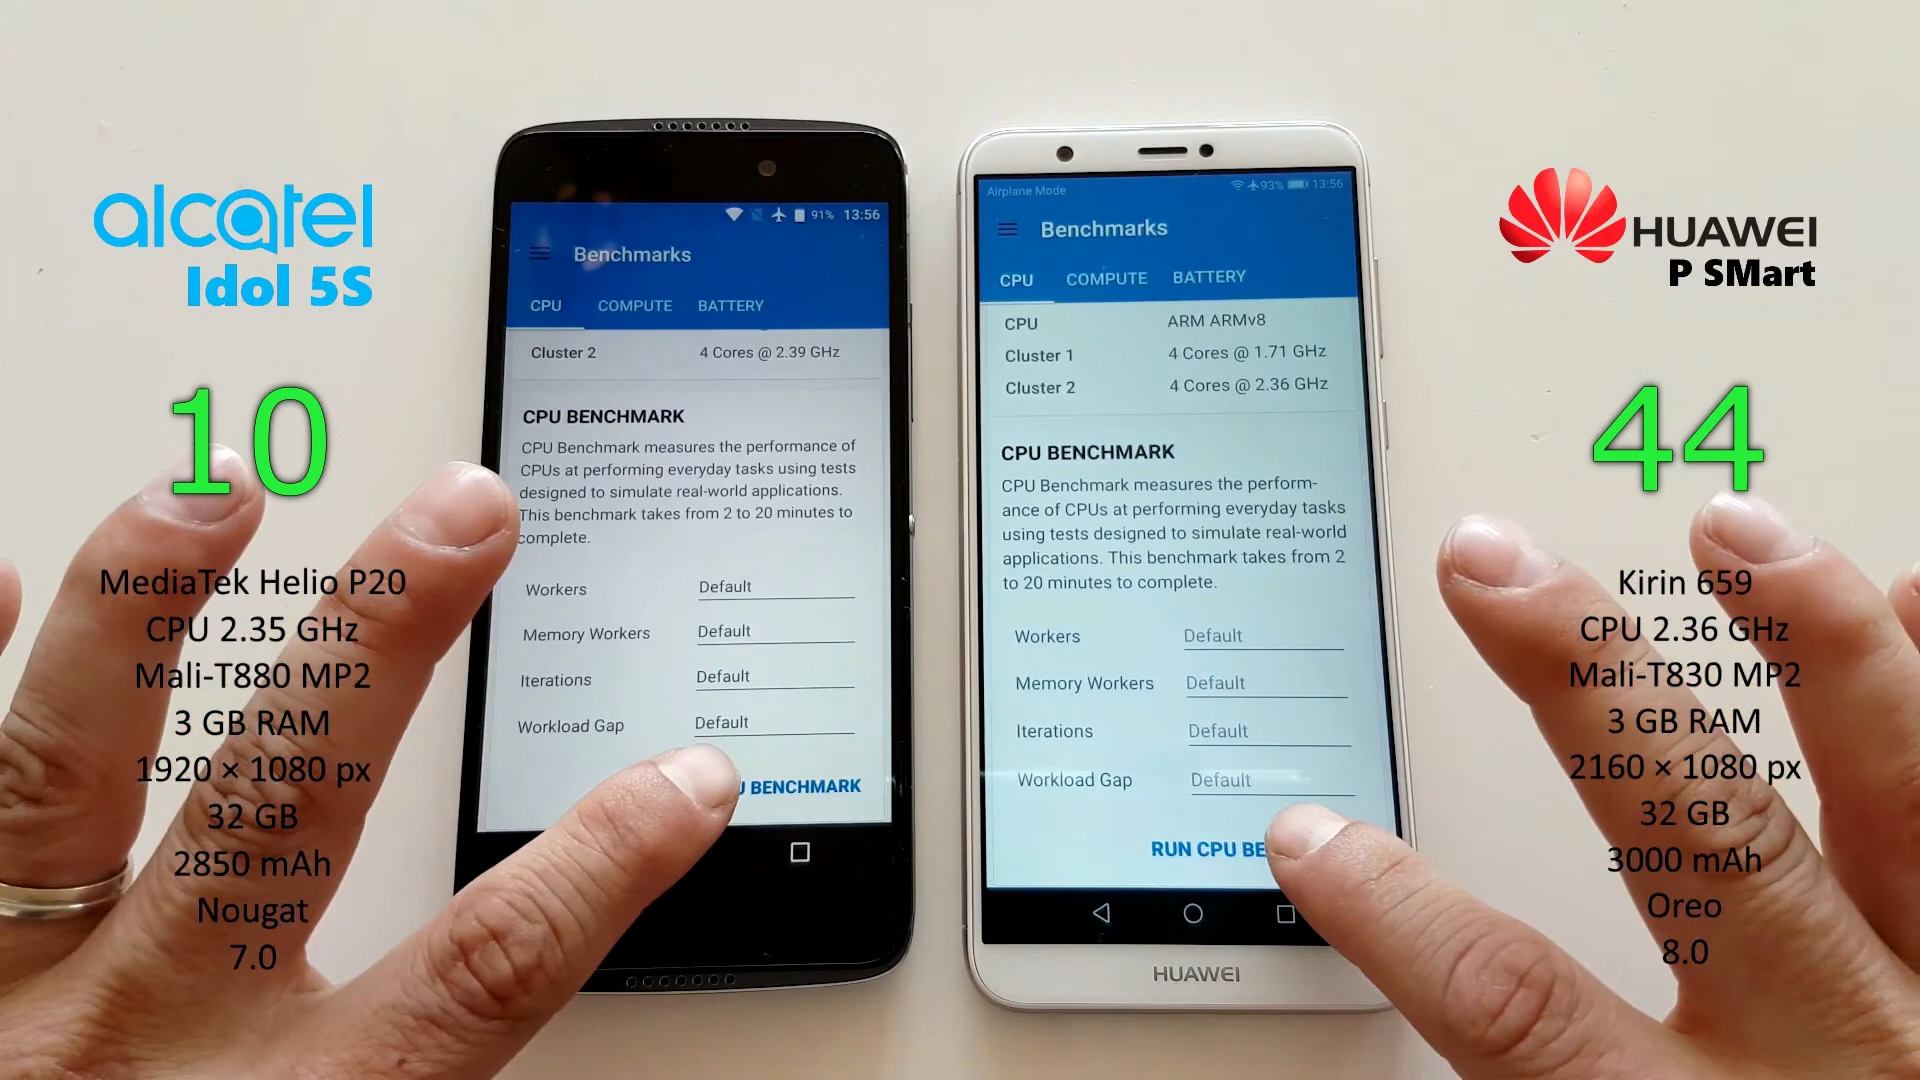 alcatel
Idol 5S
10
MediaTek Helio P20
CPU 2.35 GHz
Mali-T880 MP2
3 GB RAM
1920 × 1080 px
32 GB
2850 mAh
Nougat
7.0
91% 13:56
Benchmarks
CPU COMPUTE BATTERY
Cluster 2 4 Cores @ 2.39 GHz
CPU BENCHMARK
CPU Benchmark measures the performance of
CPUs at performing everyday tasks using tests
designed to simulate real-world applications.
This benchmark takes from 2 to 20 minutes to
complete.
Workers Default
Memory Workers Default
Iterations Default
Workload Gap Default
BENCHMARK
Airplane Mode 93% 13:56
Benchmarks
CPU COMPUTE BATTERY
CPU ARM ARMv8
Cluster 1 4 Cores @ 1.71 GHz
Cluster 2 4 Cores @ 2.36 GHz
CPU BENCHMARK
CPU Benchmark measures the perform-
ance of CPUs at performing everyday tasks
using tests designed to simulate real-world
applications. This benchmark takes from 2
to 20 minutes to complete.
Workers Default
Memory Workers Default
Iterations Default
Workload Gap Default
RUN CPU BE
HUAWEI
HUAWEI
P SMart
44
Kirin 659
CPU 2.36 GHz
Mali-T830 MP2
3 GB RAM
2160 × 1080 px
32 GB
3000 mAh
Oreo
8.0